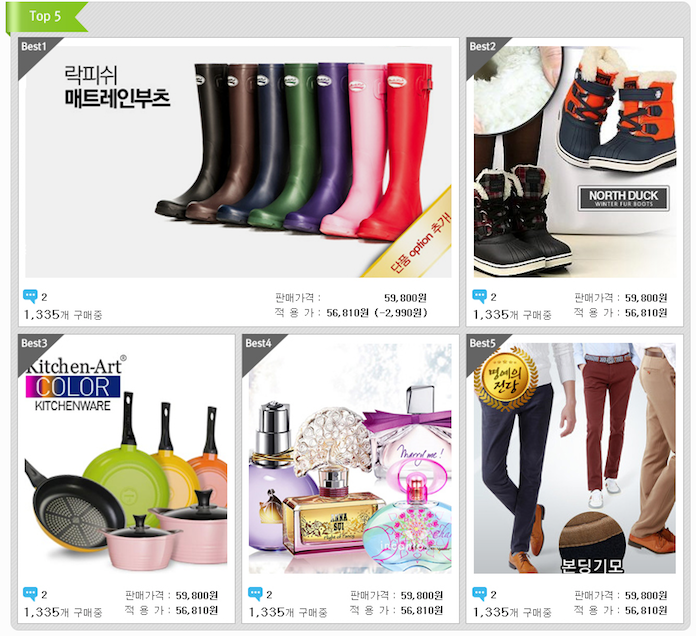 Top 5
Best1
락피쉬
매트레인부츠
단품 option 추가!
2
판매가격 : 59,800원
1,335개 구매중
적 용 가 : 56,810원 (-2,990원)
Best2
NORTH DUCK
WINTER FUR BOOTS
2
판매가격 : 59,800원
1,335개 구매중
적 용 가 : 56,810원
Best3
Kitchen-Art®
COLOR
KITCHENWARE
2
판매가격 : 59,800원
1,335개 구매중
적 용 가 : 56,810원
Best4
Marry me!
ANNA
SUI
2
판매가격 : 59,800원
1,335개 구매중
적 용 가 : 56,810원
Best5
명예의
전당
본딩기모
2
판매가격 : 59,800원
1,335개 구매중
적 용 가 : 56,810원